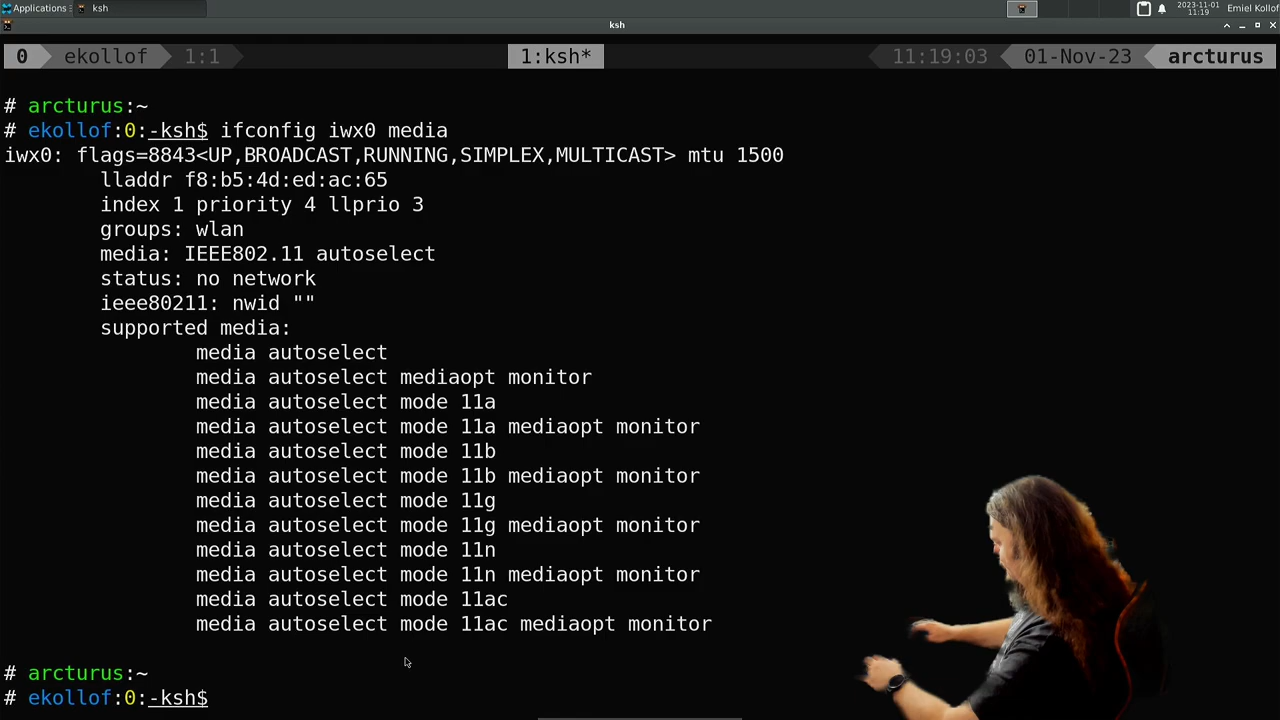 Applications
ksh
2023-11-01
11:19
Emiel Kollof
ksh
0 ekollof 1:1 1:ksh* 11:19:03 01-Nov-23 arcturus
# arcturus:~
# ekollof:0:-ksh$ ifconfig iwx0 media
iwx0: flags=8843<UP,BROADCAST,RUNNING,SIMPLEX,MULTICAST> mtu 1500
lladdr f8:b5:4d:ed:ac:65
index 1 priority 4 llprio 3
groups: wlan
media: IEEE802.11 autoselect
status: no network
ieee80211: nwid ""
supported media:
media autoselect
media autoselect mediaopt monitor
media autoselect mode 11a
media autoselect mode 11a mediaopt monitor
media autoselect mode 11b
media autoselect mode 11b mediaopt monitor
media autoselect mode 11g
media autoselect mode 11g mediaopt monitor
media autoselect mode 11n
media autoselect mode 11n mediaopt monitor
media autoselect mode 11ac
media autoselect mode 11ac mediaopt monitor
# arcturus:~
# ekollof:0:-ksh$